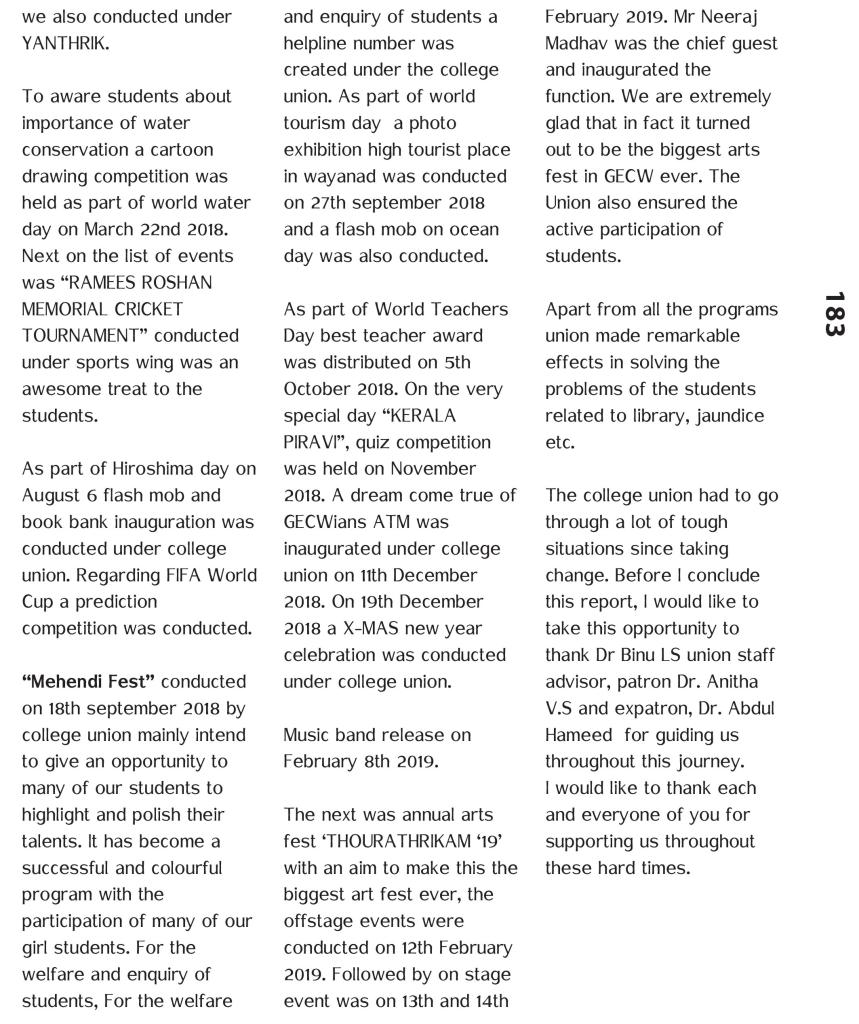 we also conducted under
YANTHRIK.

To aware students about
importance of water
conservation a cartoon
drawing competition was
held as part of world water
day on March 22nd 2018.
Next on the list of events
was “RAMEES ROSHAN
MEMORIAL CRICKET
TOURNAMENT” conducted
under sports wing was an
awesome treat to the
students.

As part of Hiroshima day on
August 6 flash mob and
book bank inauguration was
conducted under college
union. Regarding FIFA World
Cup a prediction
competition was conducted.

“Mehendi Fest” conducted
on 18th september 2018 by
college union mainly intend
to give an opportunity to
many of our students to
highlight and polish their
talents. It has become a
successful and colourful
program with the
participation of many of our
girl students. For the
welfare and enquiry of
students, For the welfare
and enquiry of students a
helpline number was
created under the college
union. As part of world
tourism day  a photo
exhibition high tourist place
in wayanad was conducted
on 27th september 2018
and a flash mob on ocean
day was also conducted.

As part of World Teachers
Day best teacher award
was distributed on 5th
October 2018. On the very
special day “KERALA
PIRAVI”, quiz competition
was held on November
2018. A dream come true of
GECWians ATM was
inaugurated under college
union on 11th December
2018. On 19th December
2018 a X-MAS new year
celebration was conducted
under college union.

Music band release on
February 8th 2019.

The next was annual arts
fest ‘THOURATHRIKAM ‘19’
with an aim to make this the
biggest art fest ever, the
offstage events were
conducted on 12th February
2019. Followed by on stage
event was on 13th and 14th
February 2019. Mr Neeraj
Madhav was the chief guest
and inaugurated the
function. We are extremely
glad that in fact it turned
out to be the biggest arts
fest in GECW ever. The
Union also ensured the
active participation of
students.

Apart from all the programs
union made remarkable
effects in solving the
problems of the students
related to library, jaundice
etc.

The college union had to go
through a lot of tough
situations since taking
change. Before I conclude
this report, I would like to
take this opportunity to
thank Dr Binu LS union staff
advisor, patron Dr. Anitha
V.S and expatron, Dr. Abdul
Hameed  for guiding us
throughout this journey.
I would like to thank each
and everyone of you for
supporting us throughout
these hard times.

183